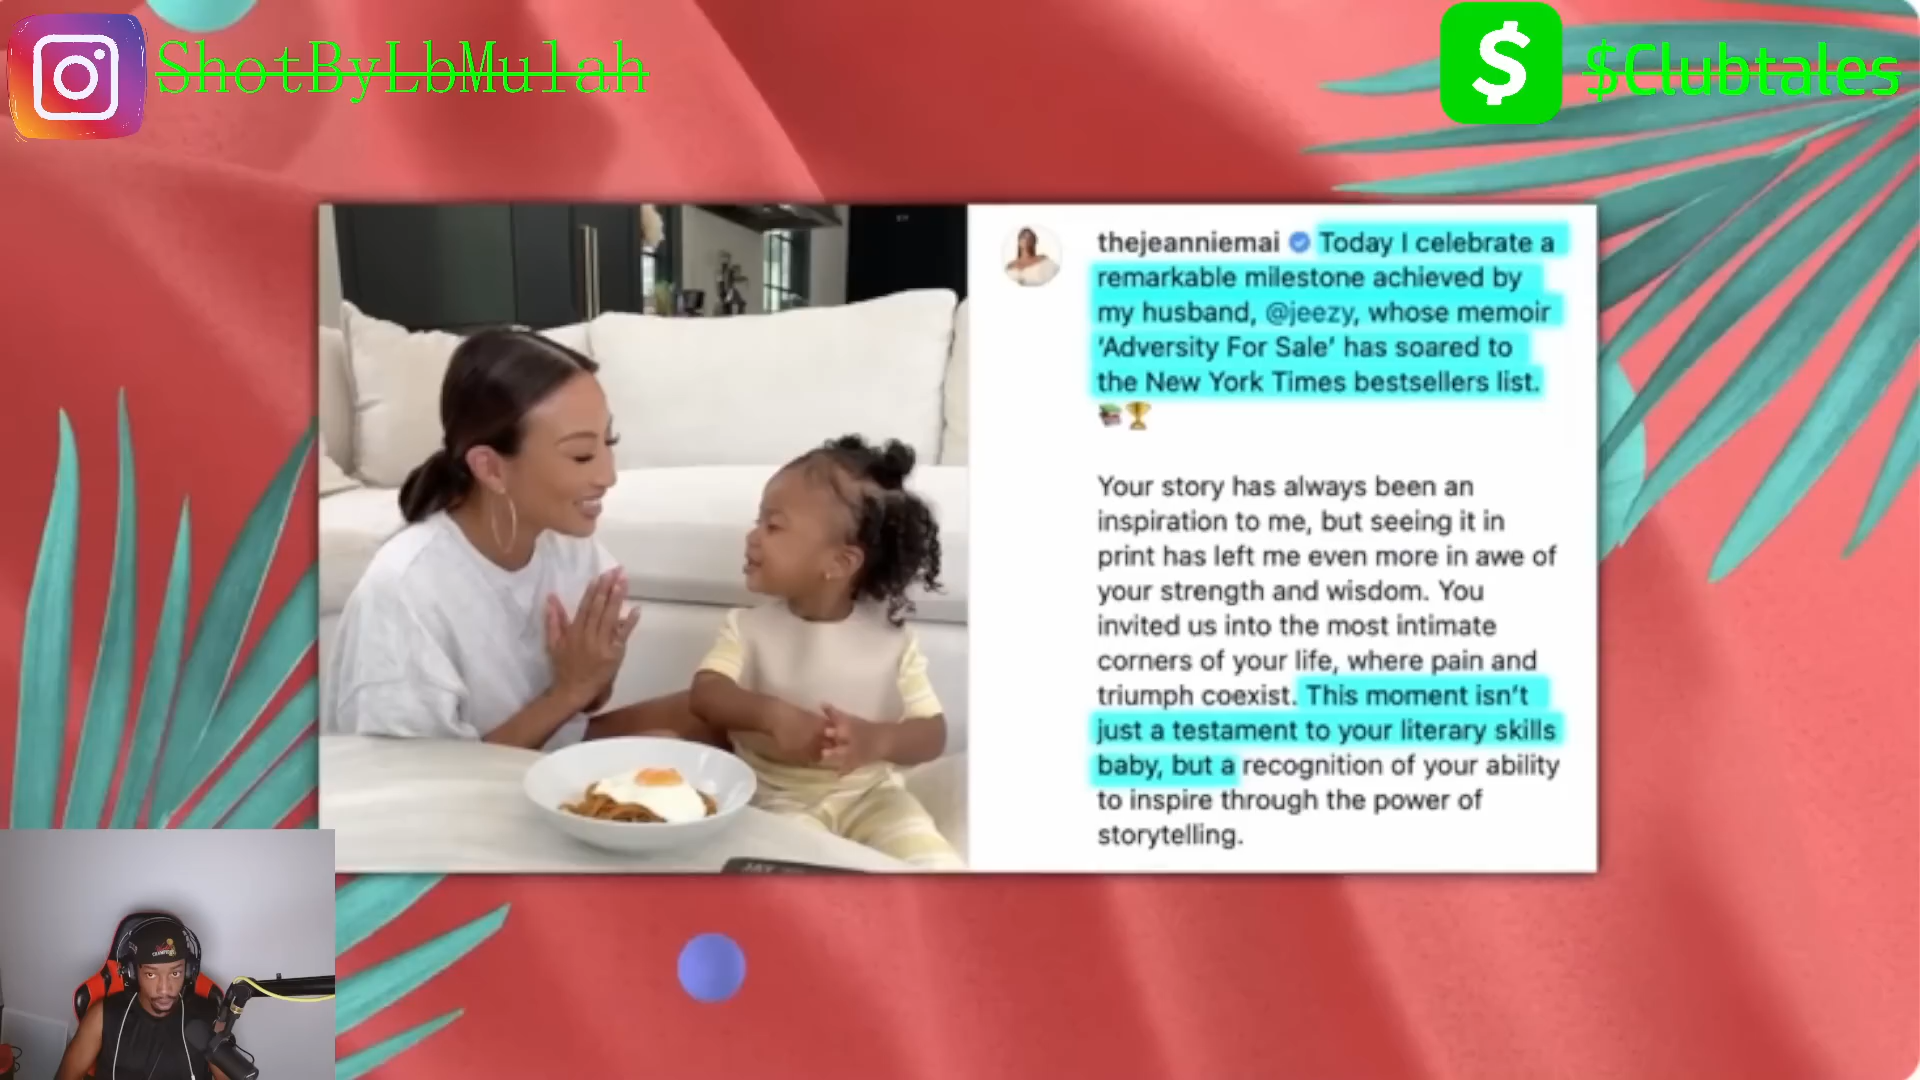 ShotByLbMulah
$Clubtales
thejeanniemai Today I celebrate a
remarkable milestone achieved by
my husband, @jeezy, whose memoir
‘Adversity For Sale’ has soared to
the New York Times bestsellers list.
📚🏆
Your story has always been an
inspiration to me, but seeing it in
print has left me even more in awe of
your strength and wisdom. You
invited us into the most intimate
corners of your life, where pain and
triumph coexist. This moment isn’t
just a testament to your literary skills
baby, but a recognition of your ability
to inspire through the power of
storytelling.